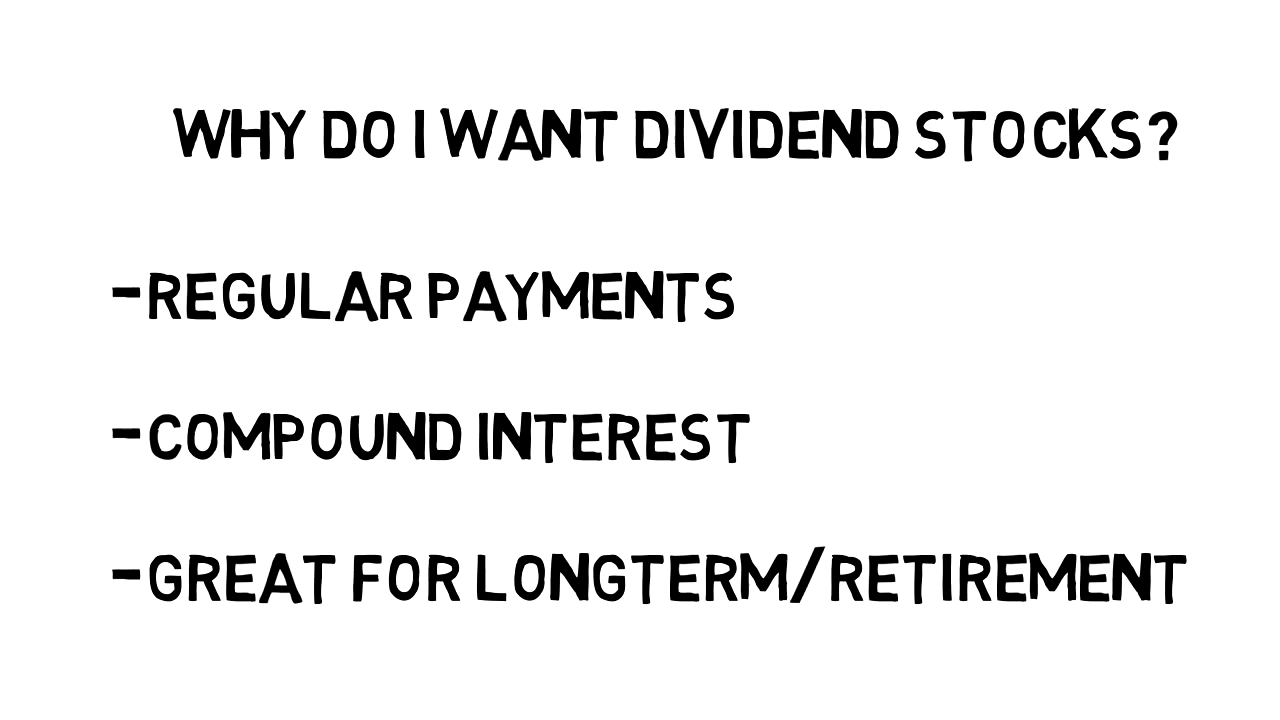 WHY DO I WANT DIVIDEND STOCKS?
-REGULAR PAYMENTS
-COMPOUND INTEREST
-GREAT FOR LONGTERM/RETIREMENT